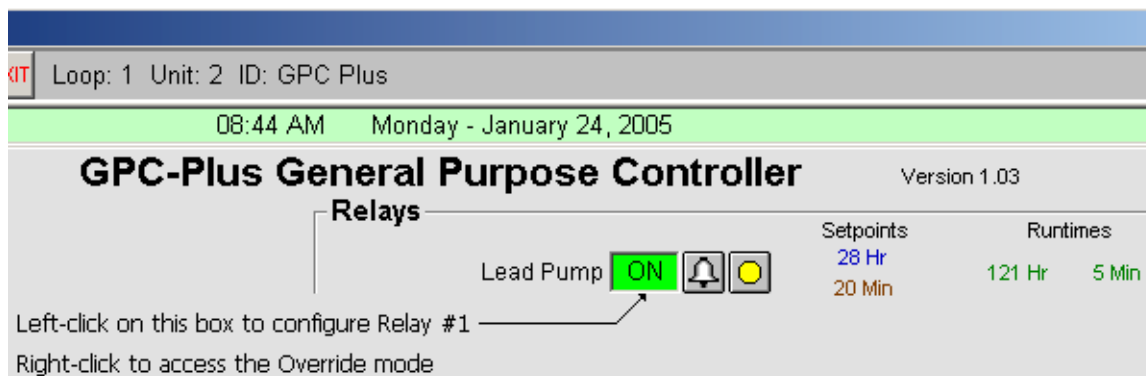 Loop: 1 Unit: 2 ID: GPC Plus
08:44 AM Monday - January 24, 2005
GPC-Plus General Purpose Controller Version 1.03
Relays
Setpoints Runtimes
Lead Pump ON 28 Hr 121 Hr 5 Min
20 Min
Left-click on this box to configure Relay #1
Right-click to access the Override mode